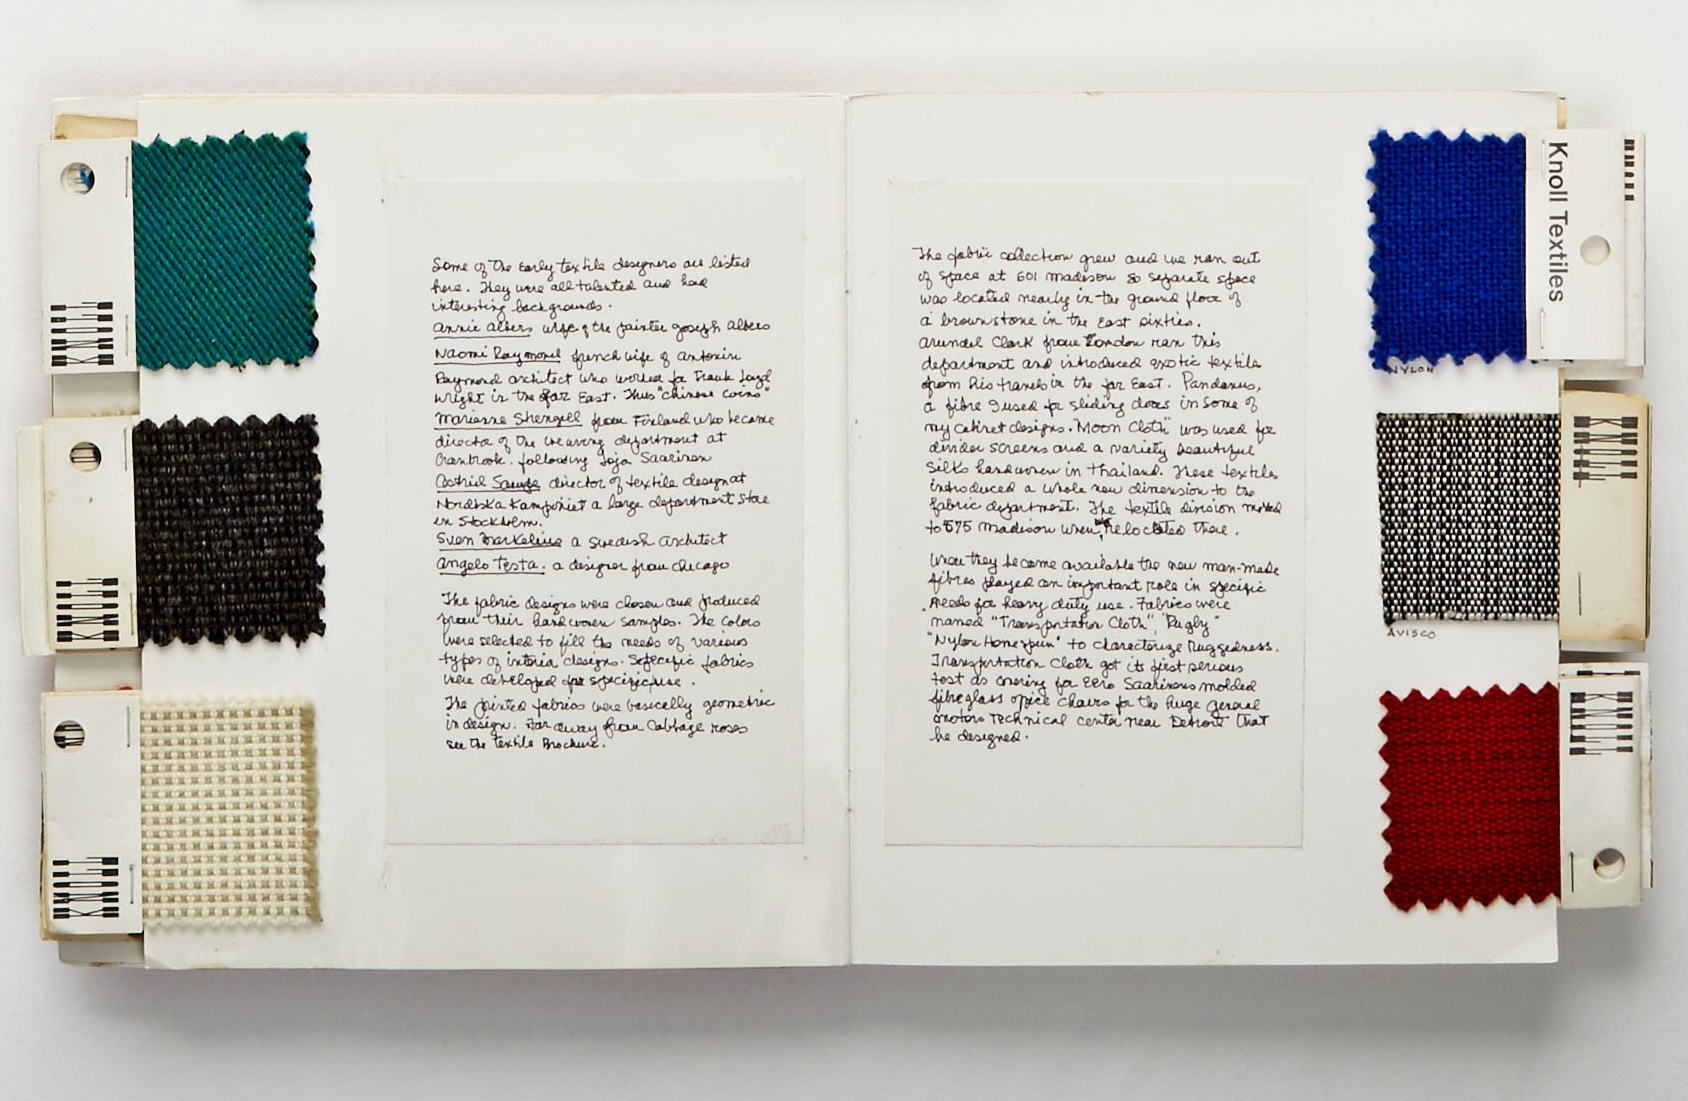 KNOLL
KNOLL
KNOLL
Some of the early textile designers are listed
here. They were all talented and had
interesting backgrounds.
Annie Albers wife of the painter Joseph Albers
Naomi Raymond french wife of Antonin
Raymond architect who worked for Frank Loyd
Wright in the far East. Thus "chinese coins"
Marianne Strengell from Finland who became
director of the weaving department at
Cranbrook. following Loja Saarinen
Astrid Sampe director of textile design at
Nordiska Kampaniet a large department store
in Stockholm.
Sven Markelius a Swedish architect
Angelo Testa. a designer from Chicago
The fabric designs were chosen and produced
from their handwoven samples. The colors
were selected to fill the needs of various
types of interia designs. Specific fabrics
were developed for specific use.
The printed fabrics were basically geometric
in design. Far away from Cabbage roses
see the textile Brochure.
The fabric collection grew and we ran out
of space at 601 Madison so separate space
was located nearly in the ground floor of
a brownstone in the East sixties.
Arundel Clark from London ran this
department and introduced exotic textile
from his travels in the far East. Pandanus,
a fibre I used for sliding doors in some of
my cabinet designs. "Moon Cloth" was used for
divider screens and a variety beautiful
silks handwoven in Thailand. These textiles
introduced a whole new dimension to the
fabric department. The textile division moved
to 575 Madison when we relocated there.
When they became available the new man-made
fibres played an important role in specific
needs for heavy duty use. Fabrics were
named "Transportation Cloth", "Rugby"
"Nylon Homespun" to characterize Ruggedness.
Transportation Cloth got its first serious
test as covering for Eero Saarinens molded
fibreglass office chairs for the huge general
motors Technical center near Detroit that
he designed.
Knoll Textiles
NYLON
KNOLL
AVISCO
KNOLL